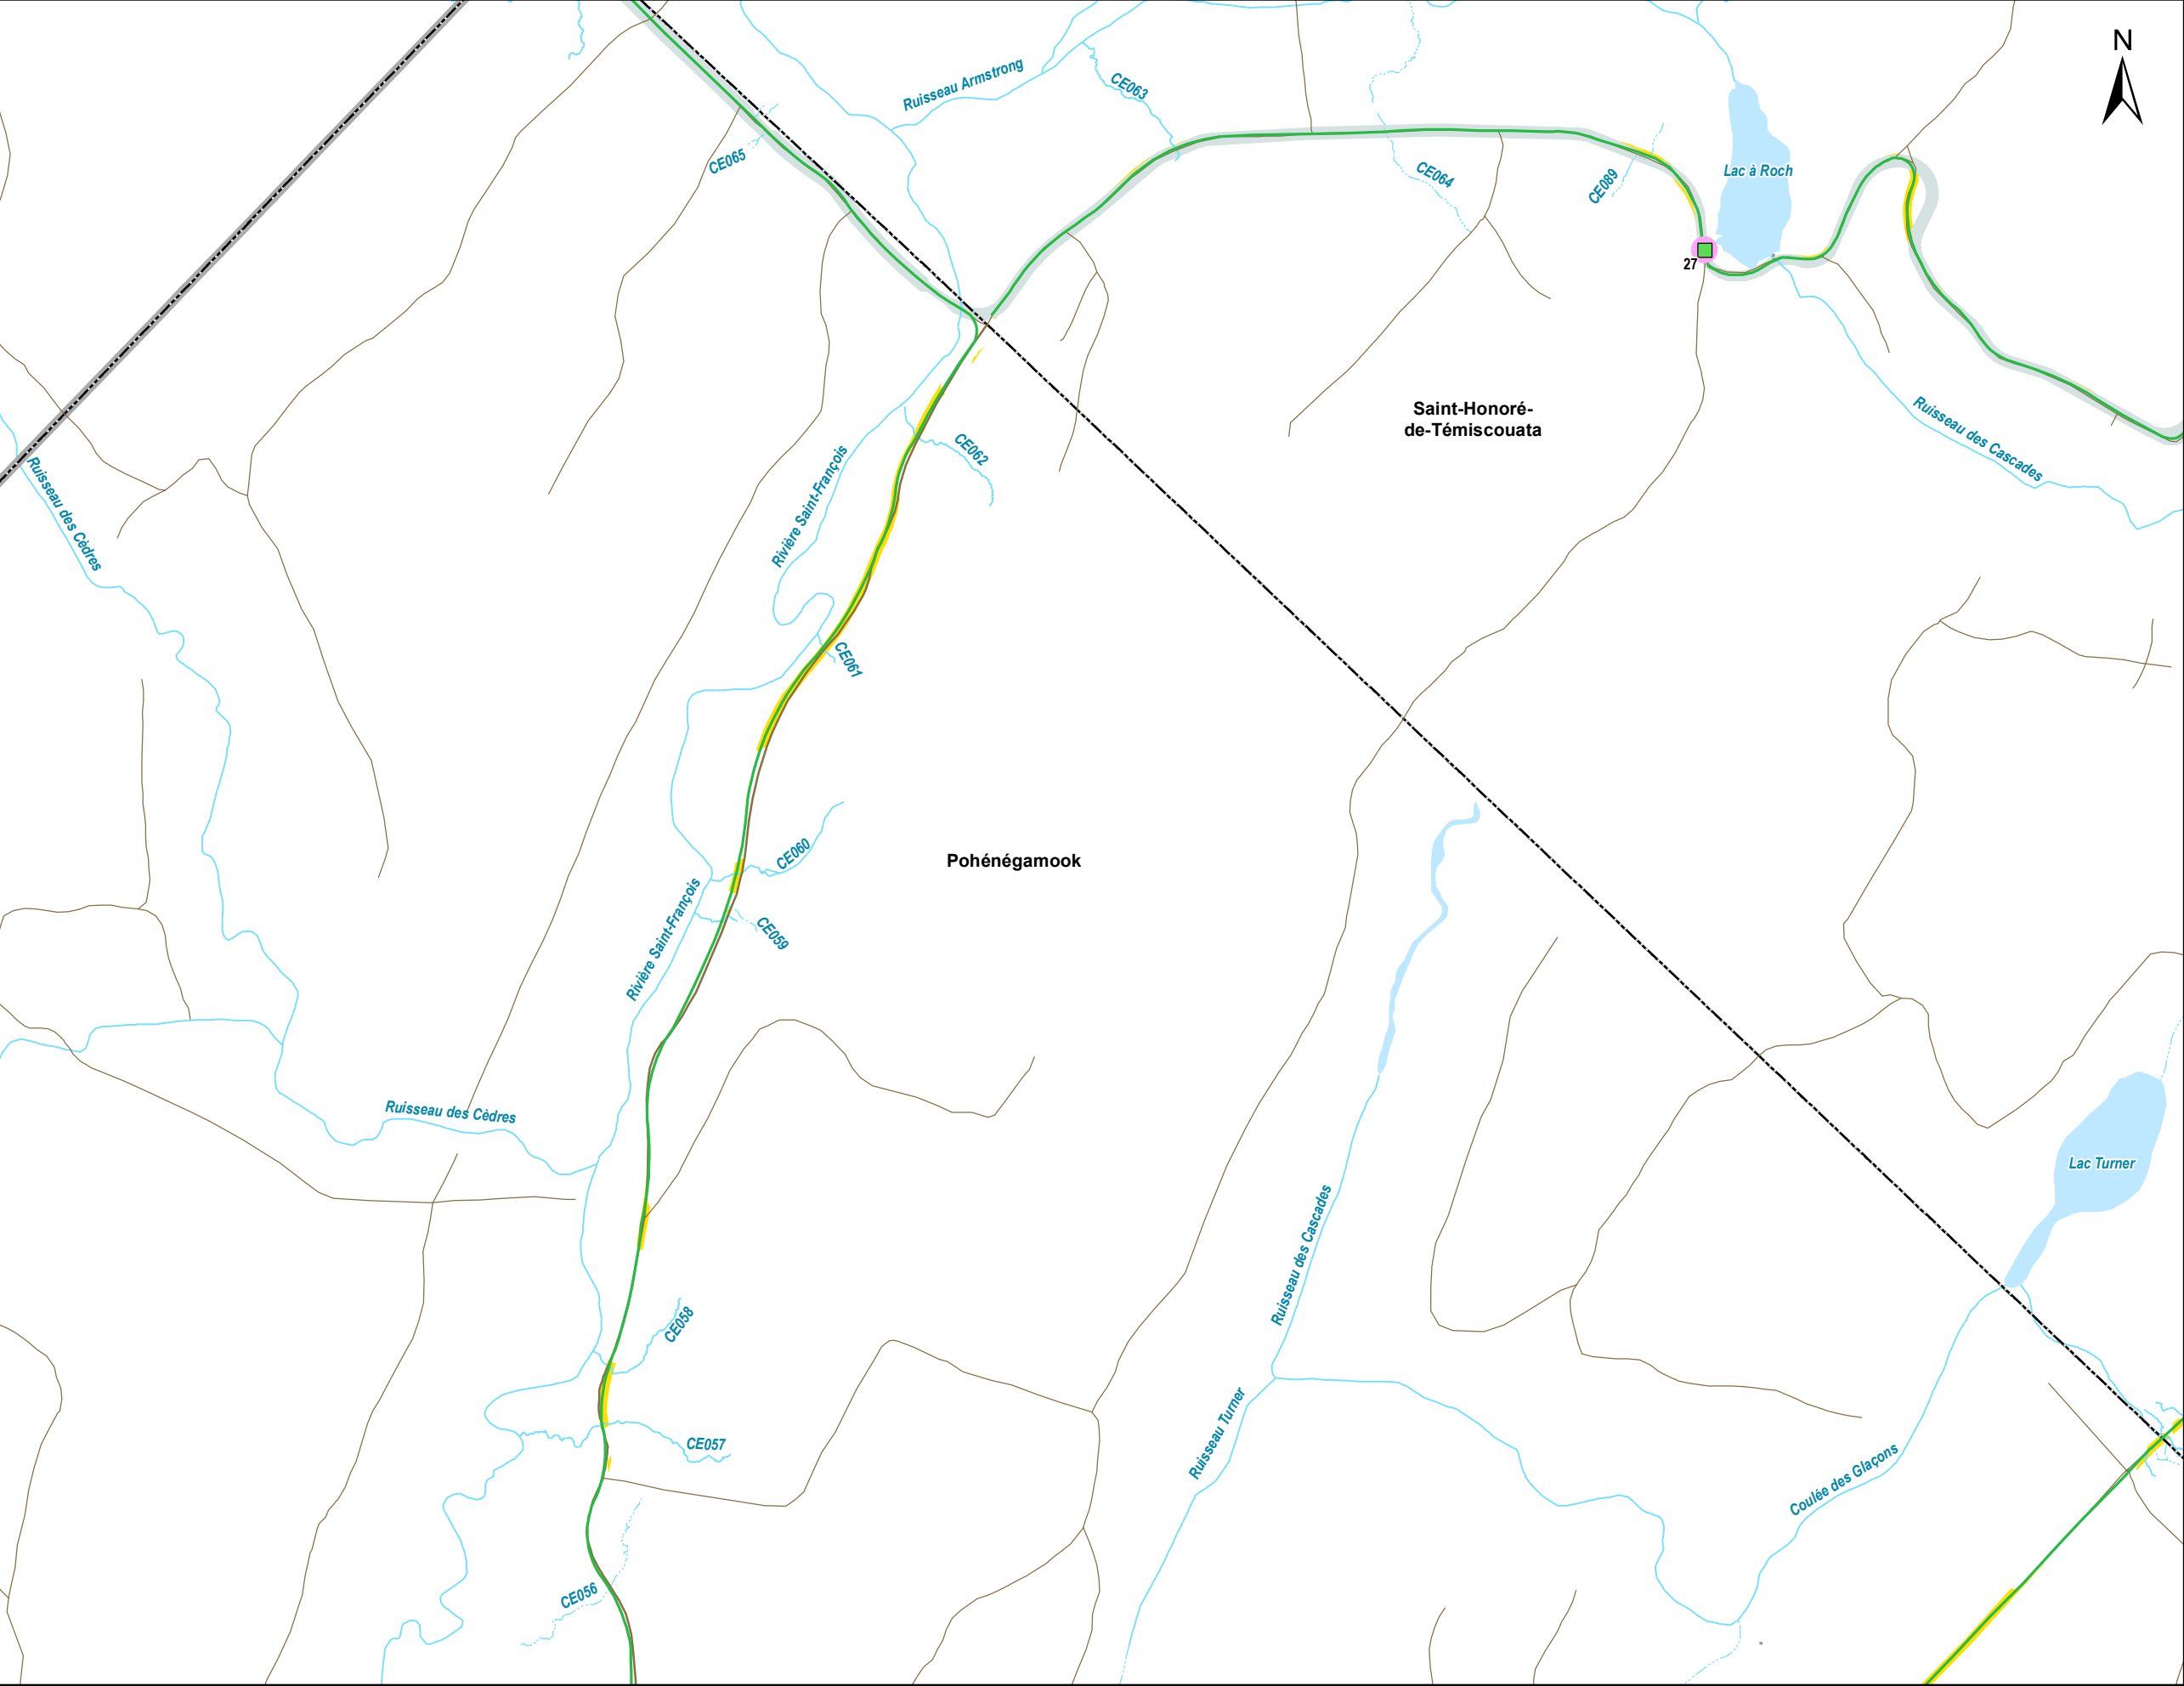 N
Ruisseau Armstrong
CE063
CE065
CE064
CE089
Lac à Roch
27
Saint-Honoré-
de-Témiscouata
Ruisseau des Cascades
CE062
Rivière Saint-François
Ruisseau des Cèdres
CE061
CE060
Pohénégamook
CE059
Rivière Saint-François
Ruisseau des Cèdres
Lac Turner
Ruisseau des Cascades
CE058
Ruisseau Turner
CE057
Coulée des Glaçons
CE056